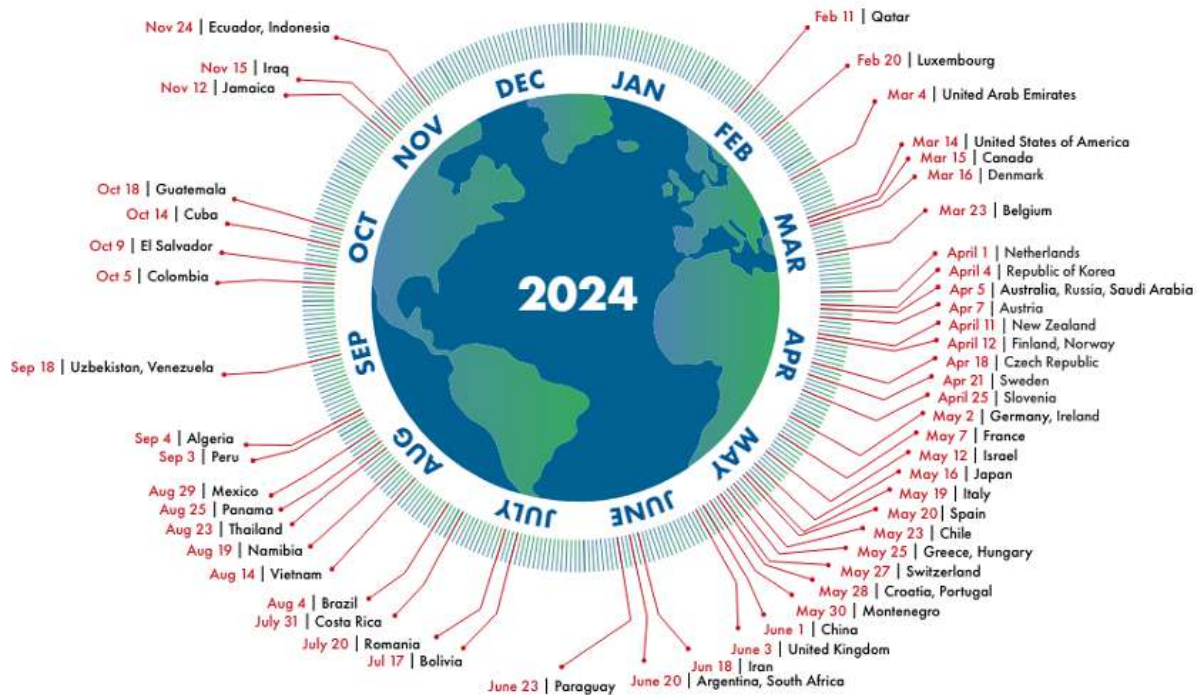 DEC
JAN
FEB
MAR
APR
MAY
JUNE
JULY
AUG
SEP
OCT
NOV
2024
Feb 11 | Qatar
Feb 20 | Luxembourg
Mar 4 | United Arab Emirates
Mar 14 | United States of America
Mar 15 | Canada
Mar 16 | Denmark
Mar 23 | Belgium
April 1 | Netherlands
April 4 | Republic of Korea
Apr 5 | Australia, Russia, Saudi Arabia
Apr 7 | Austria
April 11 | New Zealand
April 12 | Finland, Norway
Apr 18 | Czech Republic
Apr 21 | Sweden
April 25 | Slovenia
May 2 | Germany, Ireland
May 7 | France
May 12 | Israel
May 16 | Japan
May 19 | Italy
May 20 | Spain
May 23 | Chile
May 25 | Greece, Hungary
May 27 | Switzerland
May 28 | Croatia, Portugal
May 30 | Montenegro
June 1 | China
June 3 | United Kingdom
Jun 18 | Iran
June 20 | Argentina, South Africa
June 23 | Paraguay
Jul 17 | Bolivia
July 20 | Romania
July 31 | Costa Rica
Aug 4 | Brazil
Aug 14 | Vietnam
Aug 19 | Namibia
Aug 23 | Thailand
Aug 25 | Panama
Aug 29 | Mexico
Sep 3 | Peru
Sep 4 | Algeria
Sep 18 | Uzbekistan, Venezuela
Oct 5 | Colombia
Oct 9 | El Salvador
Oct 14 | Cuba
Oct 18 | Guatemala
Nov 12 | Jamaica
Nov 15 | Iraq
Nov 24 | Ecuador, Indonesia